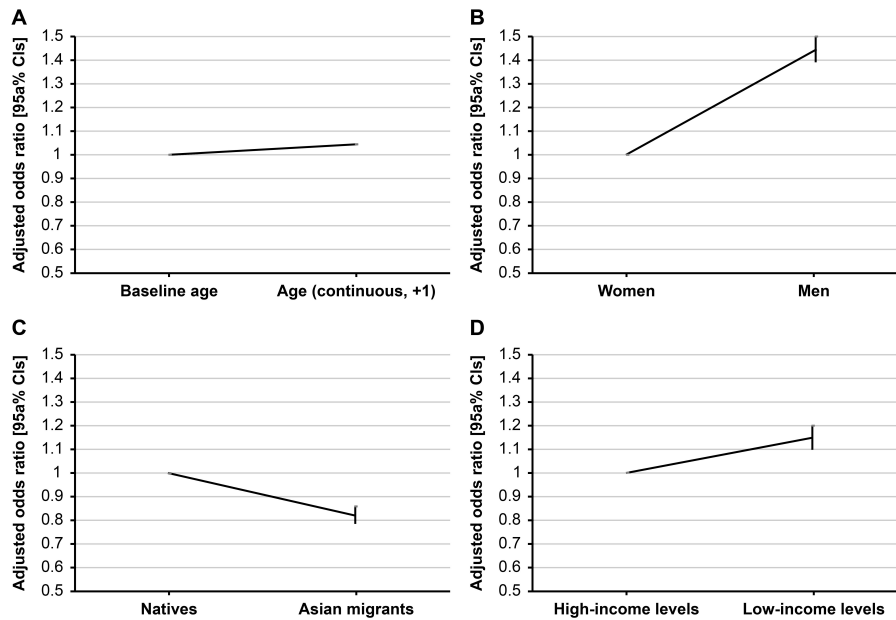 A
Adjusted odds ratio [95a% CIs]
1.5
1.4
1.3
1.2
1.1
1
0.9
0.8
0.7
0.6
0.5
Baseline age
Age (continuous, +1)
B
Adjusted odds ratio [95a% CIs]
1.5
1.4
1.3
1.2
1.1
1
0.9
0.8
0.7
0.6
0.5
Women
Men
C
Adjusted odds ratio [95a% CIs]
1.5
1.4
1.3
1.2
1.1
1
0.9
0.8
0.7
0.6
0.5
Natives
Asian migrants
D
Adjusted odds ratio [95a% CIs]
1.5
1.4
1.3
1.2
1.1
1
0.9
0.8
0.7
0.6
0.5
High-income levels
Low-income levels